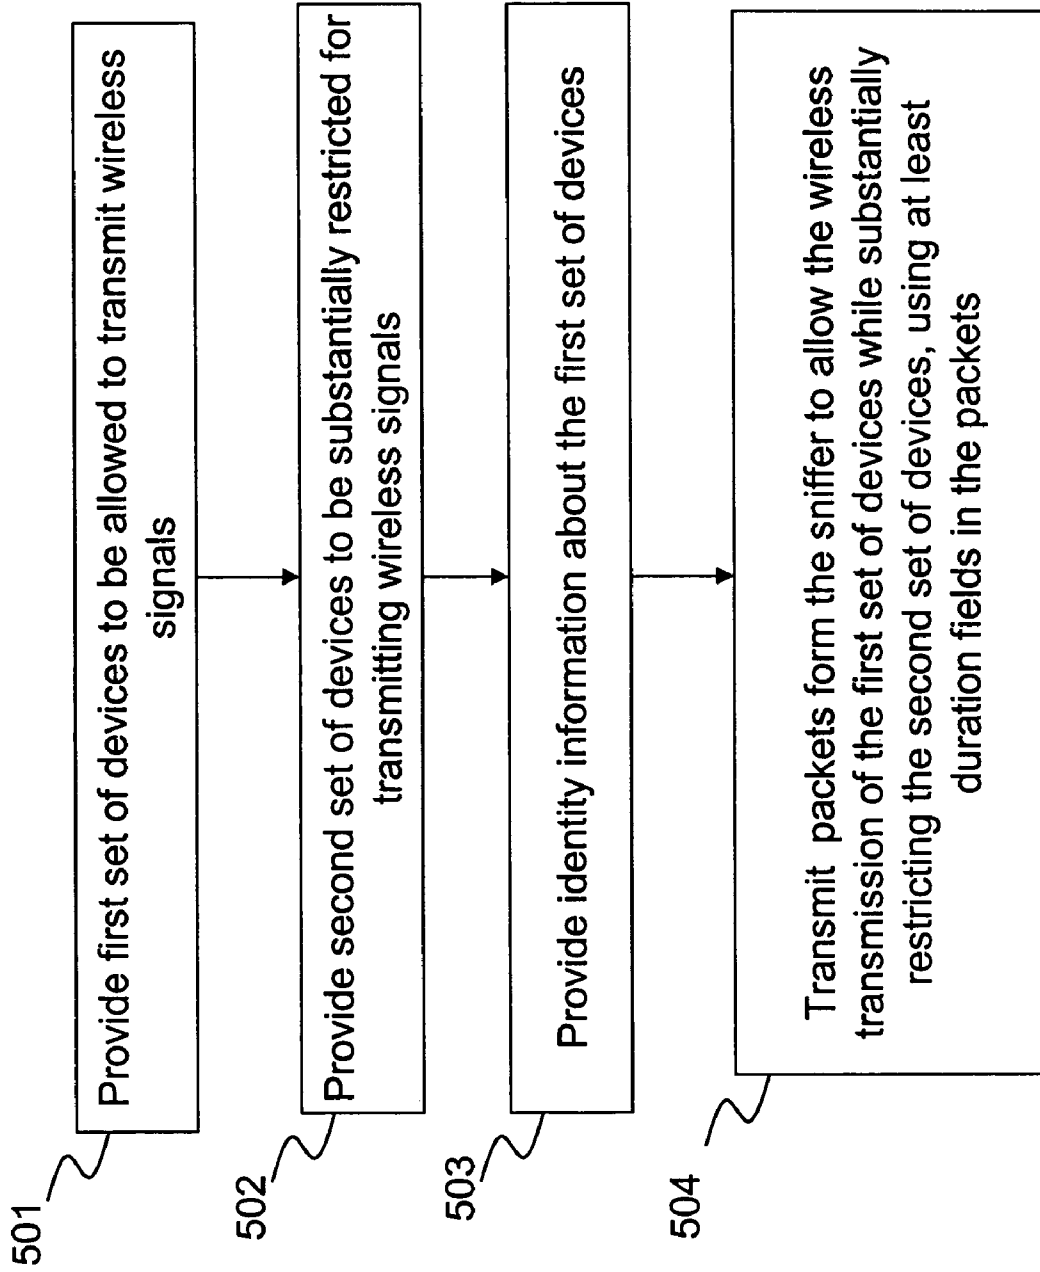 501
Provide first set of devices to be allowed to transmit wireless
signals
502
Provide second set of devices to be substantially restricted for
transmitting wireless signals
503
Provide identity information about the first set of devices
504
Transmit packets form the sniffer to allow the wireless
transmission of the first set of devices while substantially
restricting the second set of devices, using at least
duration fields in the packets